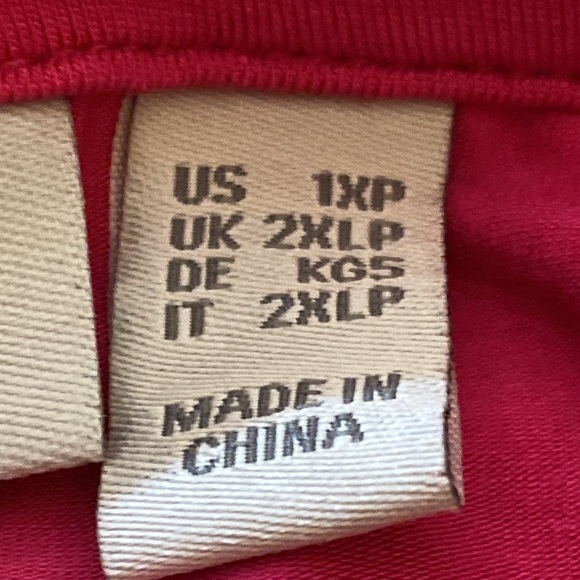 US 1XP
UK 2XLP
DE KG5
IT 2XLP
MADE IN
CHINA